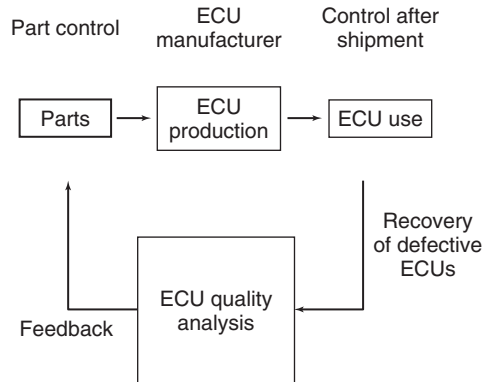 Part control
ECU
manufacturer
Control after
shipment
Parts
ECU
production
ECU use
Recovery
of defective
ECUs
ECU quality
analysis
Feedback